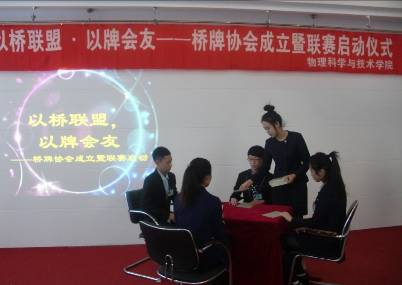 以桥联盟·以牌会友——桥牌协会成立暨联赛启动仪式
物理科学与技术学院
以桥联盟，
以牌会友
——桥牌协会成立暨联赛启动